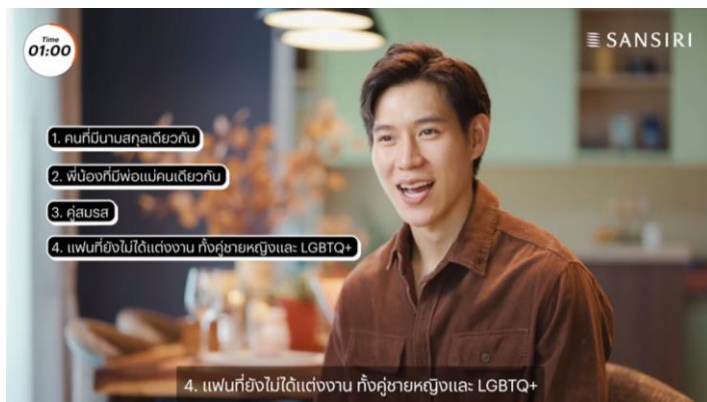 Time
01:00
SANSIRI
1. คนที่มีนามสกุลเดียวกัน
2. พี่น้องที่มีพ่อแม่คนเดียวกัน
3. คู่สมรส
4. แฟนที่ยังไม่ได้แต่งงาน ทั้งคู่ชายหญิงและ LGBTQ+
4. แฟนที่ยังไม่ได้แต่งงาน ทั้งคู่ชายหญิงและ LGBTQ+